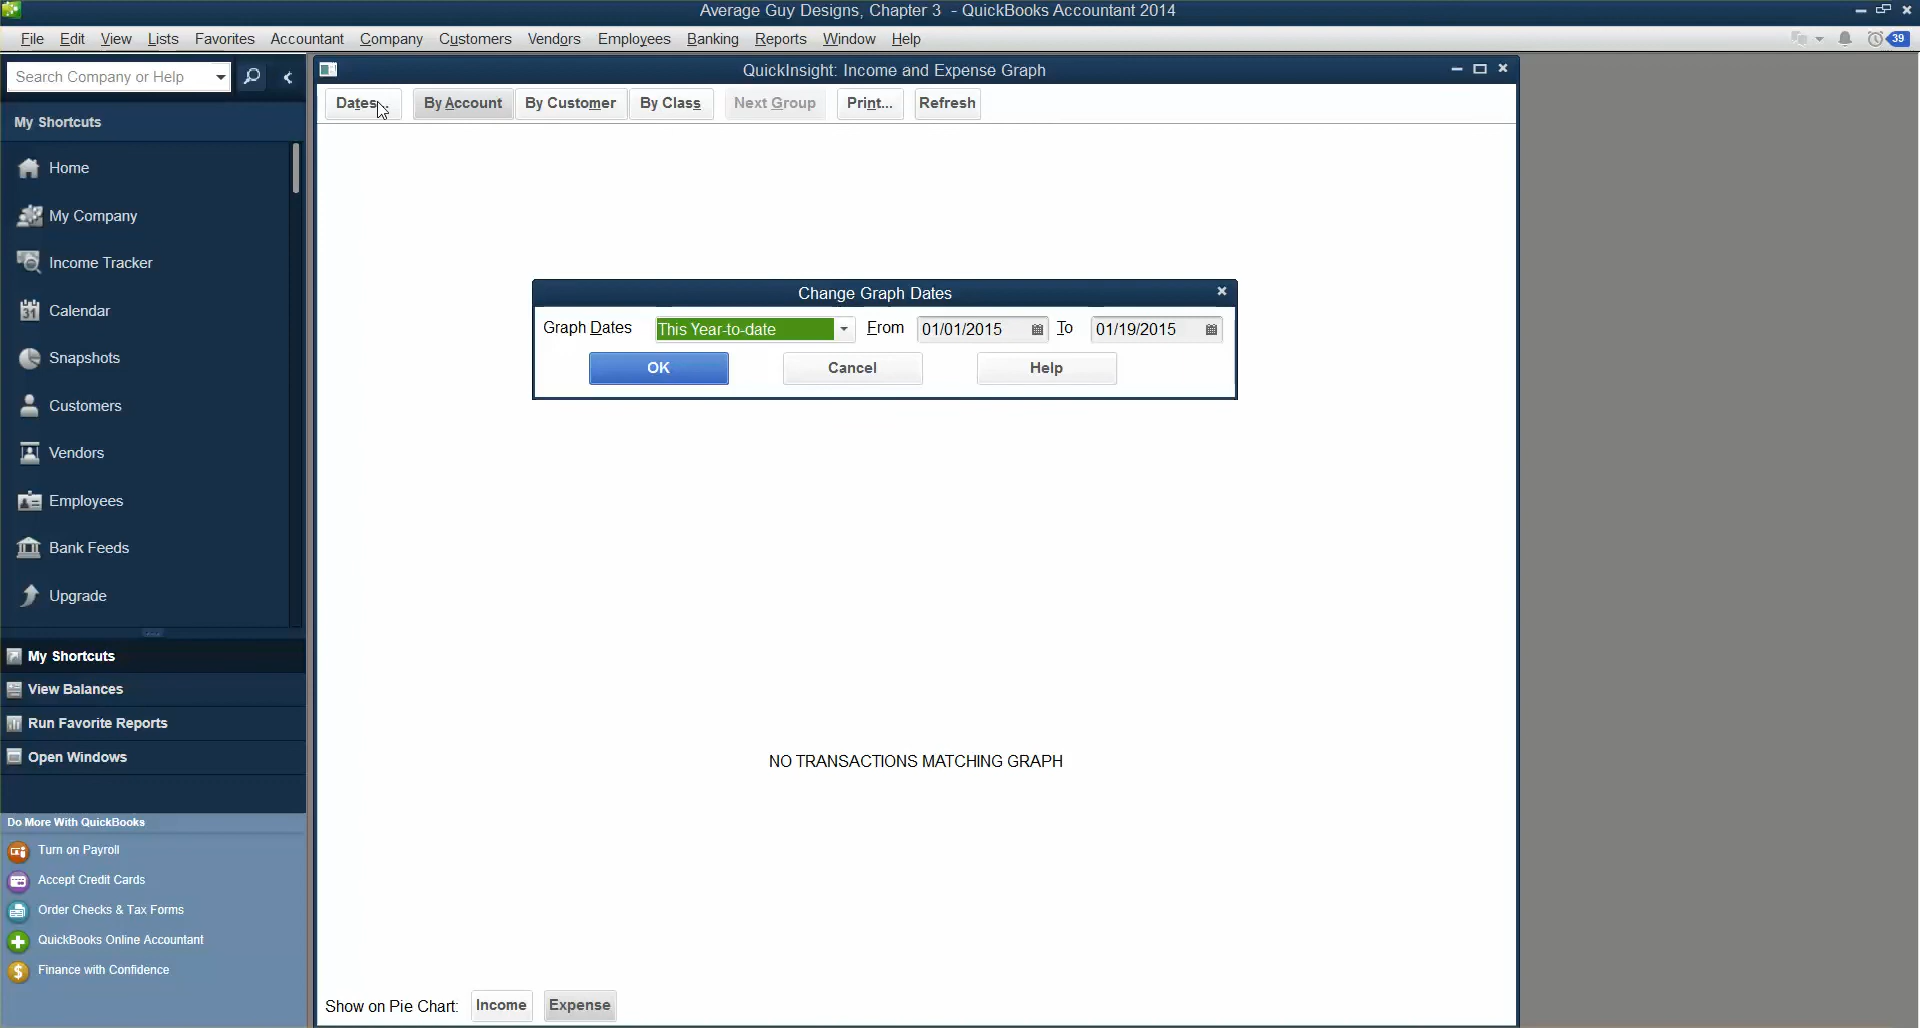 Average Guy Designs, Chapter 3 - QuickBooks Accountant 2014
File Edit View Lists Favorites Accountant Company Customers Vendors Employees Banking Reports Window Help
39
Search Company or Help
QuickInsight: Income and Expense Graph
Dates... By Account By Customer By Class Next Group Print... Refresh
My Shortcuts
Home
My Company
Income Tracker
31 Calendar
Snapshots
Customers
Vendors
Employees
Bank Feeds
Upgrade
My Shortcuts
View Balances
Run Favorite Reports
Open Windows
Do More With QuickBooks
Turn on Payroll
Accept Credit Cards
Order Checks & Tax Forms
QuickBooks Online Accountant
$ Finance with Confidence
Change Graph Dates
Graph Dates This Year-to-date From 01/01/2015 To 01/19/2015
OK Cancel Help
NO TRANSACTIONS MATCHING GRAPH
Show on Pie Chart: Income Expense